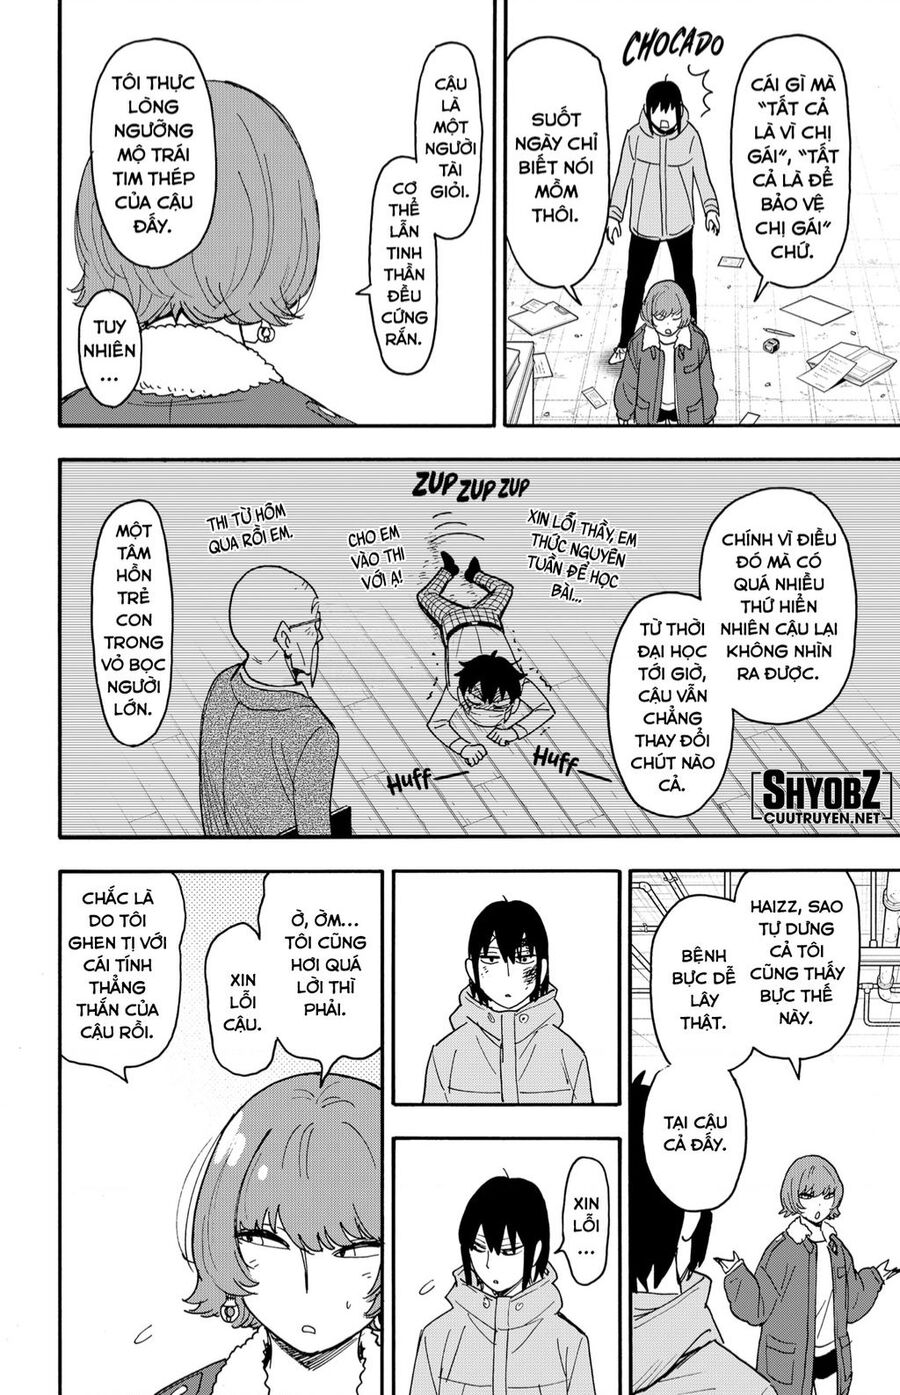 CHOCADO
CÁI GÌ MÀ
“TẤT CẢ
LÀ VÌ CHỊ
GÁI”, “TẤT
CẢ LÀ ĐỂ
BẢO VỆ
CHỊ GÁI”
CHỨ.
SUỐT
NGÀY CHỈ
BIẾT NÓI
MỒM
THÔI.
CẬU
LÀ
MỘT
NGƯỜI
TÀI
GIỎI.
CƠ
THỂ
LẪN
TINH
THẦN
ĐỀU
CỨNG
RẮN.
TÔI THỰC
LÒNG
NGƯỠNG
MỘ TRÁI
TIM THÉP
CỦA CẬU
ĐẤY.
TUY
NHIÊN
...
CHÍNH VÌ ĐIỀU
ĐÓ MÀ CÓ
QUÁ NHIỀU
THỨ HIỂN
NHIÊN CẬU LẠI
KHÔNG NHÌN
RA ĐƯỢC.
TỪ THỜI
ĐẠI HỌC
TỚI GIỜ,
CẬU VẪN
CHẲNG
THAY ĐỔI
CHÚT NÀO
CẢ.
ZUP ZUP ZUP
XIN LỖI THẦY, EM
THỨC NGUYÊN
TUẦN ĐỂ HỌC
BÀI...
CHO EM
VÀO THI
VỚI Ạ!
THI TỪ HÔM
QUA RỒI EM.
Huff
Huff
MỘT
TÂM
HỒN
TRẺ
CON
TRONG
VỎ BỌC
NGƯỜI
LỚN.
SHYOBZ
CUUTRUYEN.NET
HAIZZ, SAO
TỰ DƯNG
CẢ TÔI
CŨNG THẤY
BỰC THẾ
NÀY.
BỆNH
BỰC DỄ
LÂY
THẬT.
TẠI CẬU
CẢ ĐẤY.
XIN
LỖI
...
Ờ, ỜM...
TÔI CŨNG
HƠI QUÁ
LỜI THÌ
PHẢI.
XIN
LỖI
CẬU.
CHẮC LÀ
DO TÔI
GHEN TỊ VỚI
CÁI TÍNH
THẲNG
THẮN CỦA
CẬU RỒI.